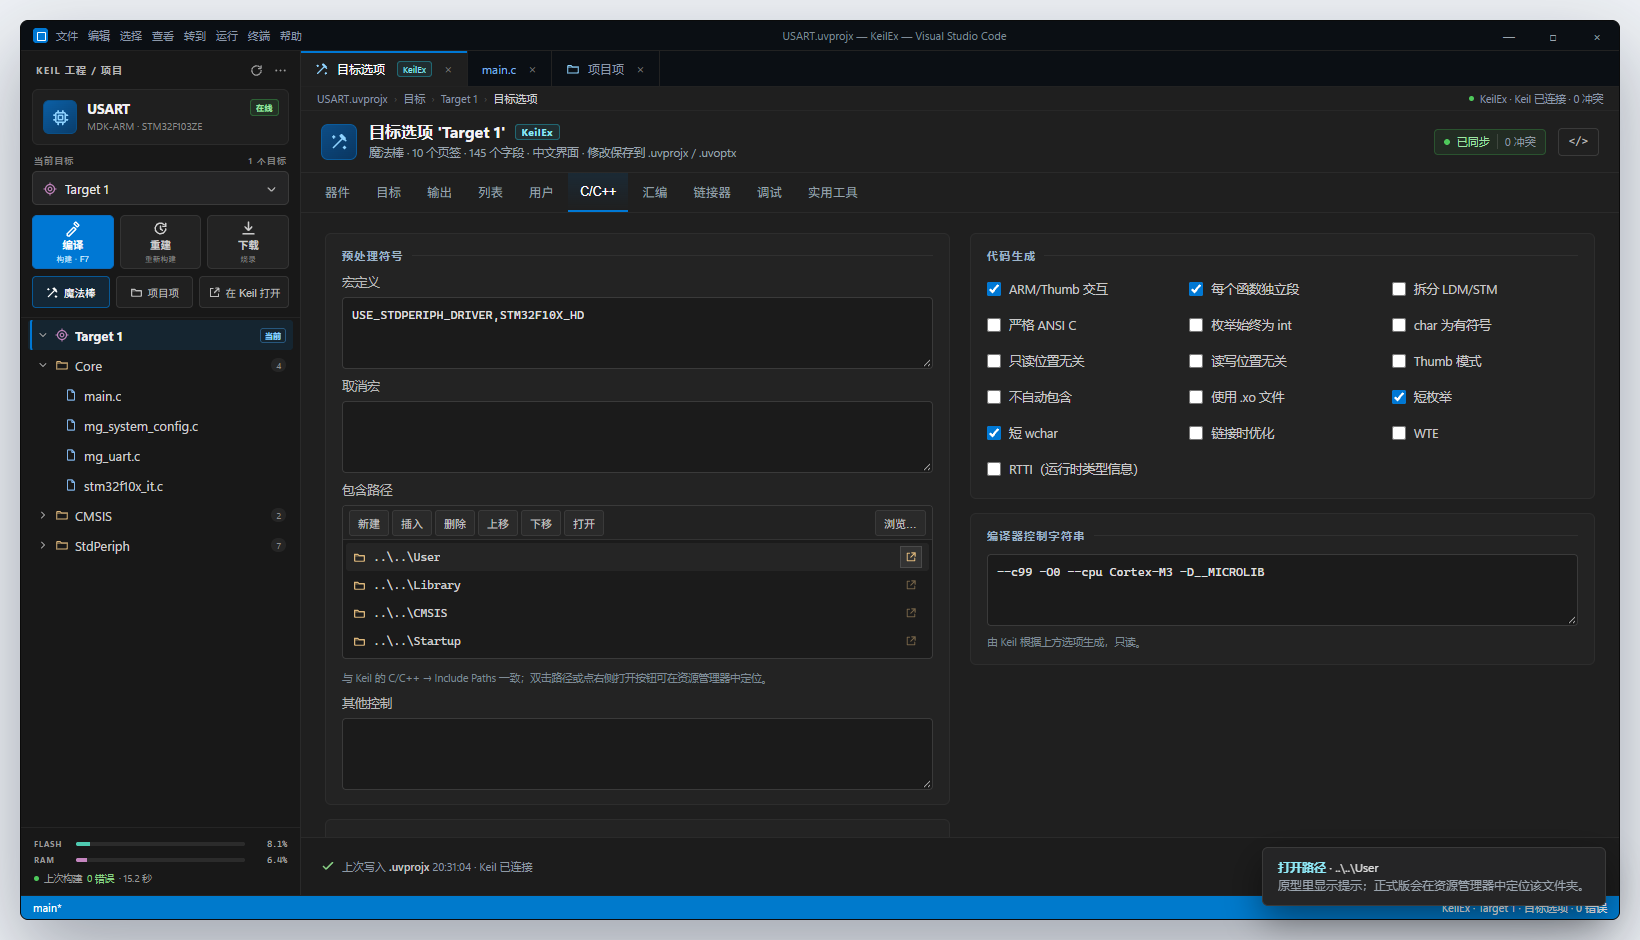 文件 编辑 选择 查看 转到 运行 终端 帮助
USART.uvprojx — KeilEx — Visual Studio Code
KEIL 工程 / 项目
USART
MDK-ARM · STM32F103ZE
在线
当前目标
1 个目标
Target 1
编译
构建 · F7
重建
重新构建
下载
烧录
魔法棒
项目项
在 Keil 打开
Target 1
当前
Core
4
main.c
mg_system_config.c
mg_uart.c
stm32f10x_it.c
CMSIS
2
StdPeriph
7
FLASH
8.1%
RAM
6.4%
上次构建 0 错误 · 15.2 秒
目标选项 KeilEx ×
main.c ×
项目项 ×
USART.uvprojx › 目标 › Target 1 › 目标选项
KeilEx · Keil 已连接 · 0 冲突
目标选项 'Target 1' KeilEx
魔法棒 · 10 个页签 · 145 个字段 · 中文界面 · 修改保存到 .uvprojx / .uvoptx
已同步 0 冲突
</>
器件 目标 输出 列表 用户 C/C++ 汇编 链接器 调试 实用工具
预处理符号
宏定义
USE_STDPERIPH_DRIVER,STM32F10X_HD
取消宏
包含路径
新建 插入 删除 上移 下移 打开 浏览...
..\..\User
..\..\Library
..\..\CMSIS
..\..\Startup
与 Keil 的 C/C++ → Include Paths 一致；双击路径或点右侧打开按钮可在资源管理器中定位。
其他控制
代码生成
ARM/Thumb 交互
每个函数独立段
拆分 LDM/STM
严格 ANSI C
枚举始终为 int
char 为有符号
只读位置无关
读写位置无关
Thumb 模式
不自动包含
使用 .xo 文件
短枚举
短 wchar
链接时优化
WTE
RTTI（运行时类型信息）
编译器控制字符串
--c99 -O0 --cpu Cortex-M3 -D__MICROLIB
由 Keil 根据上方选项生成，只读。
上次写入 .uvprojx 20:31:04 · Keil 已连接
打开路径 · ..\..\User
原型里显示提示；正式版会在资源管理器中定位该文件夹。
main*
KeilEx · Target 1 · 目标选项 · 0 错误